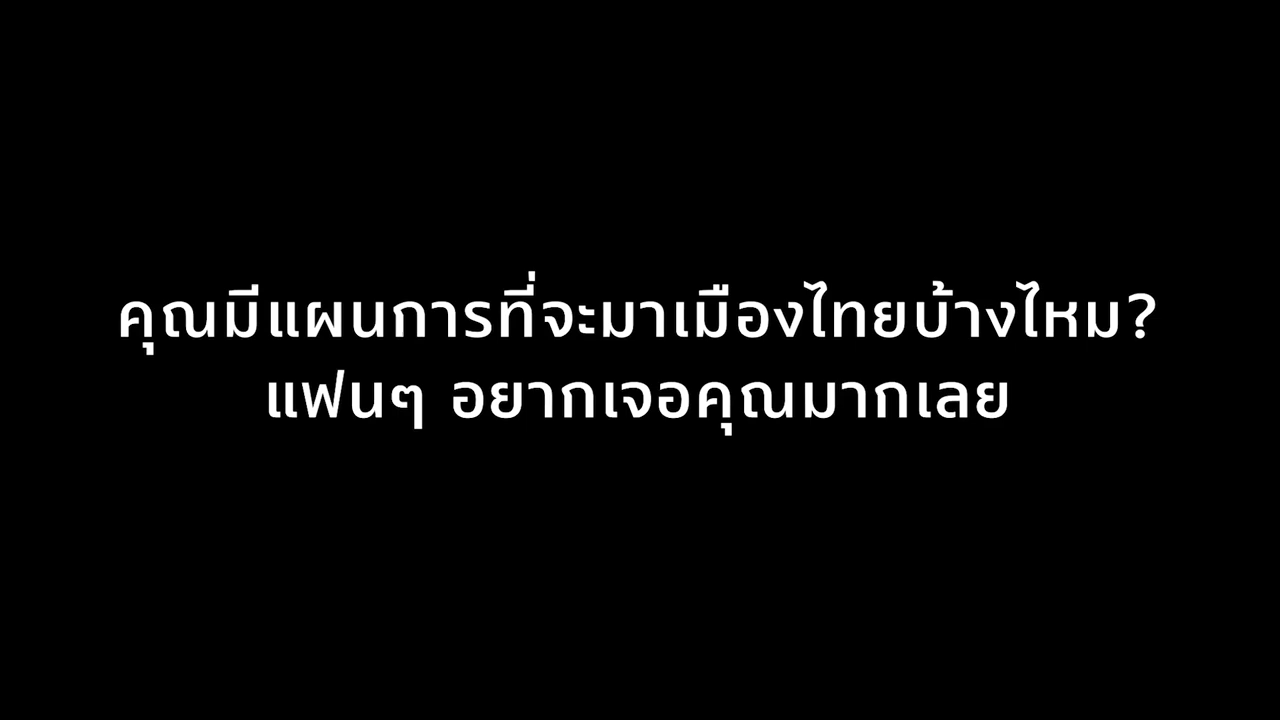 คุณมีแผนการที่จะมาเมืองไทยบ้างไหม?
แฟนๆ อยากเจอคุณมากเลย